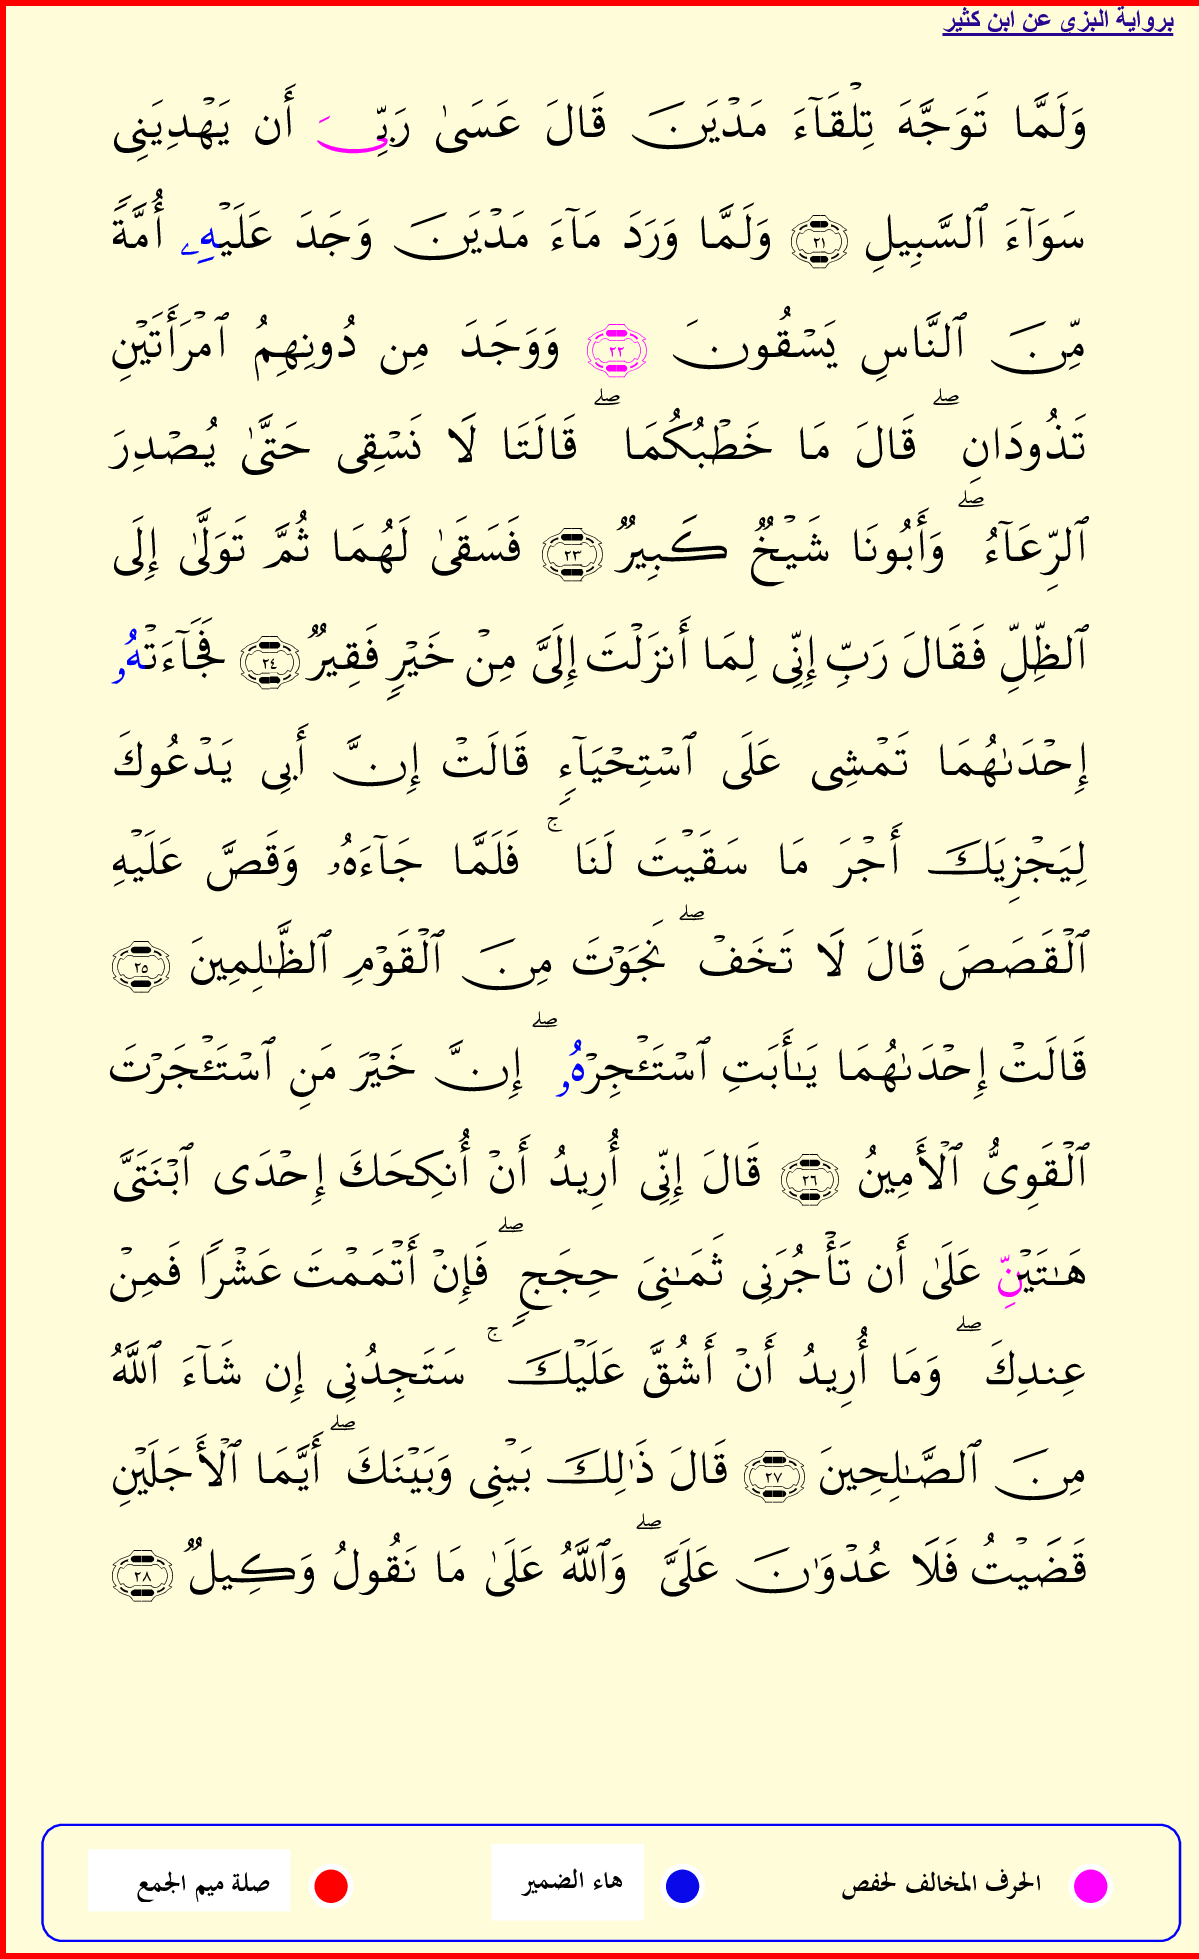 برواية البزى عن ابن كثير
وَلَمَّا تَوَجَّهَ تِلْقَآءَ مَدْيَنَ قَالَ عَسَىٰ رَبِّىَ أَن يَهْدِيَنِى
سَوَآءَ ٱلسَّبِيلِ ٢١ وَلَمَّا وَرَدَ مَآءَ مَدْيَنَ وَجَدَ عَلَيْهِۦ أُمَّةً
مِّنَ ٱلنَّاسِ يَسْقُونَ ٢٢ وَوَجَدَ مِن دُونِهِمُ ٱمْرَأَتَيْنِ
تَذُودَانِ ۖ قَالَ مَا خَطْبُكُمَا ۖ قَالَتَا لَا نَسْقِى حَتَّىٰ يُصْدِرَ
ٱلرِّعَآءُ ۖ وَأَبُونَا شَيْخٌ كَبِيرٌ ٢٣ فَسَقَىٰ لَهُمَا ثُمَّ تَوَلَّىٰ إِلَى
ٱلظِّلِّ فَقَالَ رَبِّ إِنِّى لِمَا أَنزَلْتَ إِلَىَّ مِنْ خَيْرٍ فَقِيرٌ ٢٤ فَجَآءَتْهُۥ
إِحْدَىٰهُمَا تَمْشِى عَلَى ٱسْتِحْيَآءٍ قَالَتْ إِنَّ أَبِى يَدْعُوكَ
لِيَجْزِيَكَ أَجْرَ مَا سَقَيْتَ لَنَا ۚ فَلَمَّا جَآءَهُۥ وَقَصَّ عَلَيْهِ
ٱلْقَصَصَ قَالَ لَا تَخَفْ ۖ نَجَوْتَ مِنَ ٱلْقَوْمِ ٱلظَّـٰلِمِينَ ٢٥
قَالَتْ إِحْدَىٰهُمَا يَـٰأَبَتِ ٱسْتَـْٔجِرْهُۥ ۖ إِنَّ خَيْرَ مَنِ ٱسْتَـْٔجَرْتَ
ٱلْقَوِىُّ ٱلْأَمِينُ ٢٦ قَالَ إِنِّى أُرِيدُ أَنْ أُنكِحَكَ إِحْدَى ٱبْنَتَىَّ
هَـٰتَيْنِّ عَلَىٰ أَن تَأْجُرَنِى ثَمَـٰنِىَ حِجَجٍ ۖ فَإِنْ أَتْمَمْتَ عَشْرًا فَمِنْ
عِندِكَ ۖ وَمَا أُرِيدُ أَنْ أَشُقَّ عَلَيْكَ ۚ سَتَجِدُنِى إِن شَآءَ ٱللَّهُ
مِنَ ٱلصَّـٰلِحِينَ ٢٧ قَالَ ذَٰلِكَ بَيْنِى وَبَيْنَكَ ۖ أَيَّمَا ٱلْأَجَلَيْنِ
قَضَيْتُ فَلَا عُدْوَٰنَ عَلَىَّ ۖ وَٱللَّهُ عَلَىٰ مَا نَقُولُ وَكِيلٌ ٢٨
الحرف المخالف لحفص هاء الضمير صلة ميم الجمع